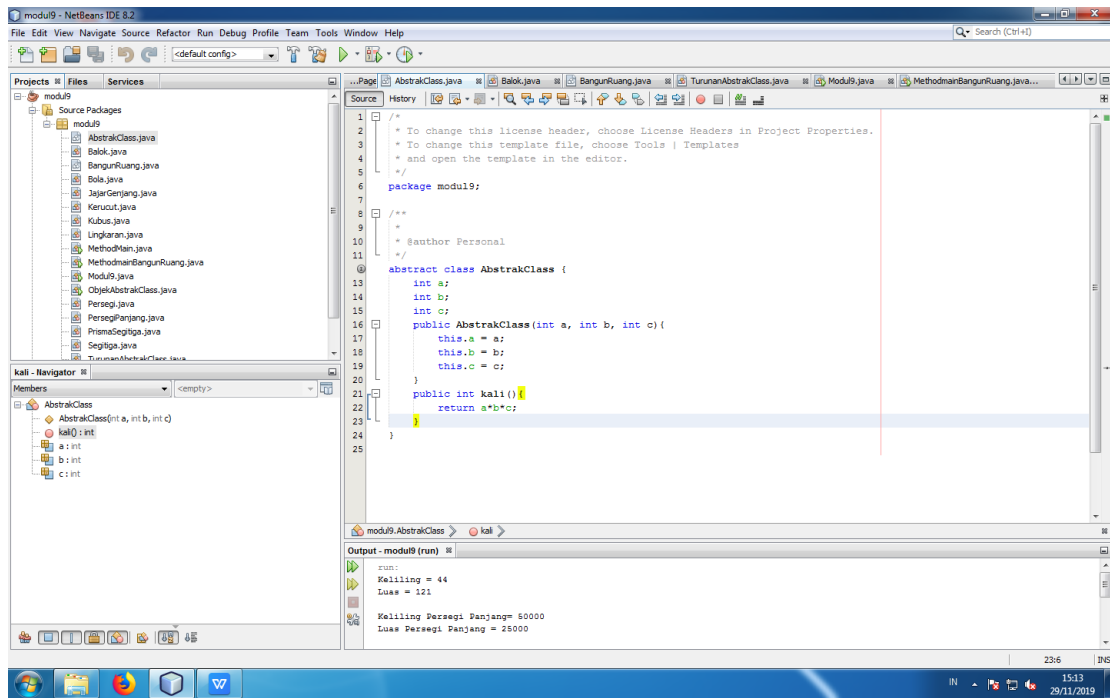 modul9 - NetBeans IDE 8.2
File Edit View Navigate Source Refactor Run Debug Profile Team Tools Window Help
Search (Ctrl+I)
<default config>
Projects Files Services
...Page AbstrakClass.java Balok.java BangunRuang.java TurunanAbstrakClass.java Modul9.java MethodmainBangunRuang.java...
Source History
modul9
Source Packages
modul9
AbstrakClass.java
Balok.java
BangunRuang.java
Bola.java
JajarGenjang.java
Kerucut.java
Kubus.java
Lingkaran.java
MethodMain.java
MethodmainBangunRuang.java
Modul9.java
ObjekAbstrakClass.java
Persegi.java
PersegiPanjang.java
PrismaSegitiga.java
Segitiga.java
TurunanAbstrakClass.java
kali - Navigator
Members
<empty>
AbstrakClass
AbstrakClass(int a, int b, int c)
kali() : int
a : int
b : int
c : int
1 /*
2 * To change this license header, choose License Headers in Project Properties.
3 * To change this template file, choose Tools | Templates
4 * and open the template in the editor.
5 */
6 package modul9;
7
8 /**
9 *
10 * @author Personal
11 */
abstract class AbstrakClass {
13 int a;
14 int b;
15 int c;
16 public AbstrakClass(int a, int b, int c){
17 this.a = a;
18 this.b = b;
19 this.c = c;
20 }
21 public int kali(){
22 return a*b*c;
23 }
24 }
25
modul9.AbstrakClass kali
Output - modul9 (run)
run:
Keliling = 44
Luas = 121
Keliling Persegi Panjang= 50000
Luas Persegi Panjang = 25000
23:6 INS
IN
15:13
29/11/2019